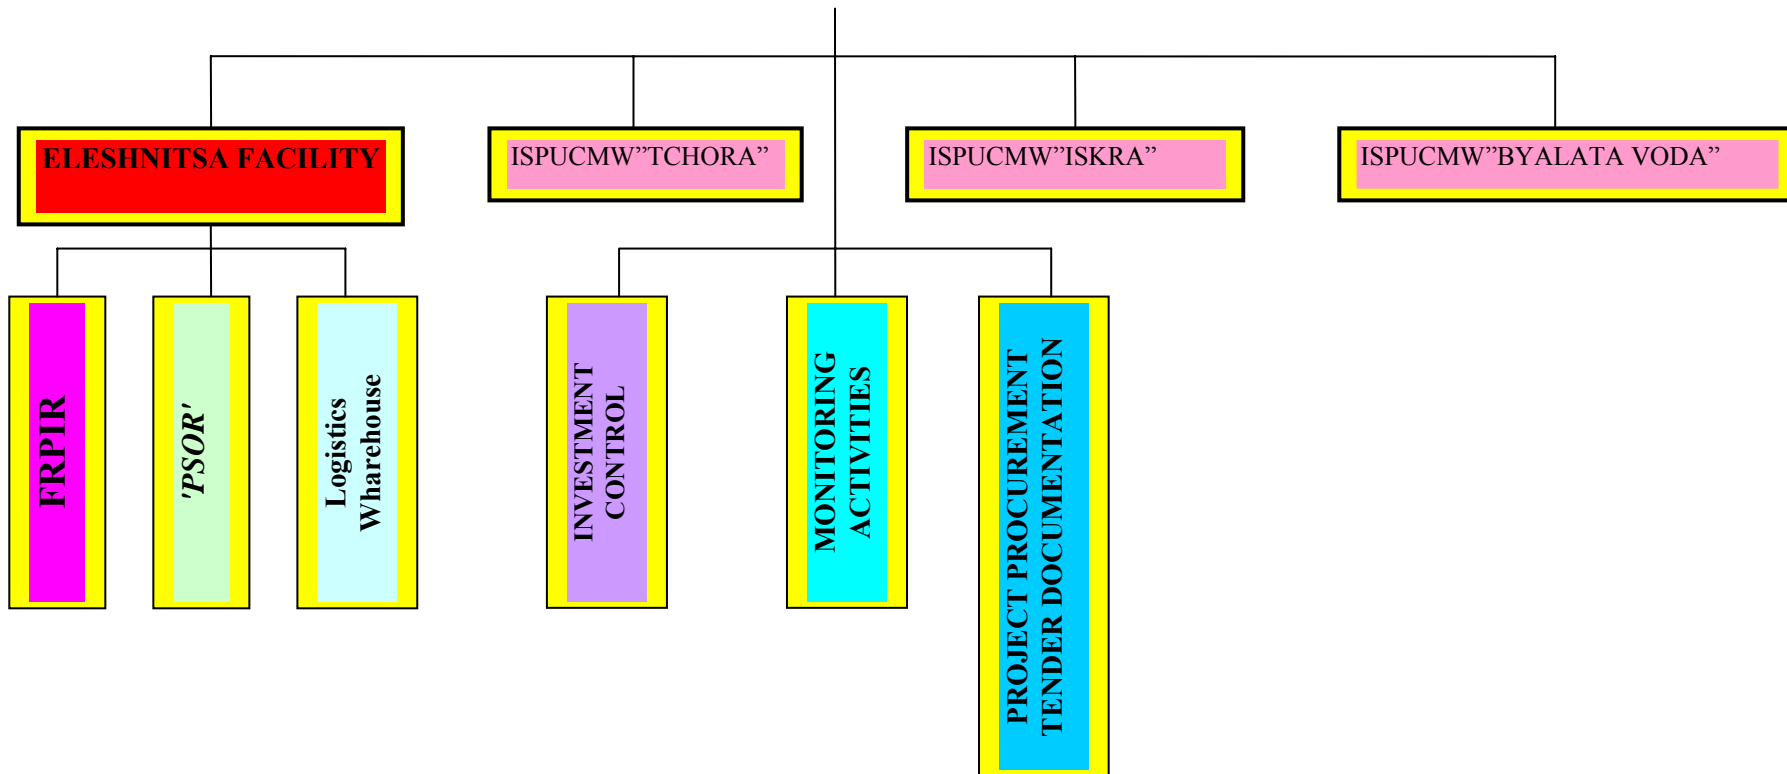 ELESHNITSA FACILITY
ISPUCMW”TCHORA”
ISPUCMW”ISKRA”
ISPUCMW”BYALATA VODA”
FRPIR
'PSOR'
Logistics
Wharehouse
INVESTMENT
CONTROL
MONITORING
ACTIVITIES
PROJECT PROCUREMENT
TENDER DOCUMENTATION